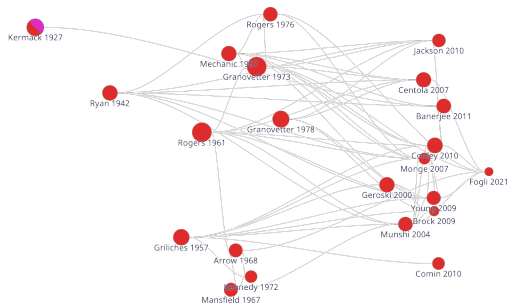 Rogers 1976
Kermack 1927
Jackson 2010
Mechanic
Granovetter 1973
Centola 2007
Ryan 1942
Banerjee 2011
Granovetter 1978
Rogers 1961
Conley 2010
Monge 2007
Fogli 2021
Geroski 2000
Young 2009
Brock 2009
Munshi 2004
Griliches 1957
Arrow 1968
Comin 2010
Kennedy 1972
Mansfield 1967